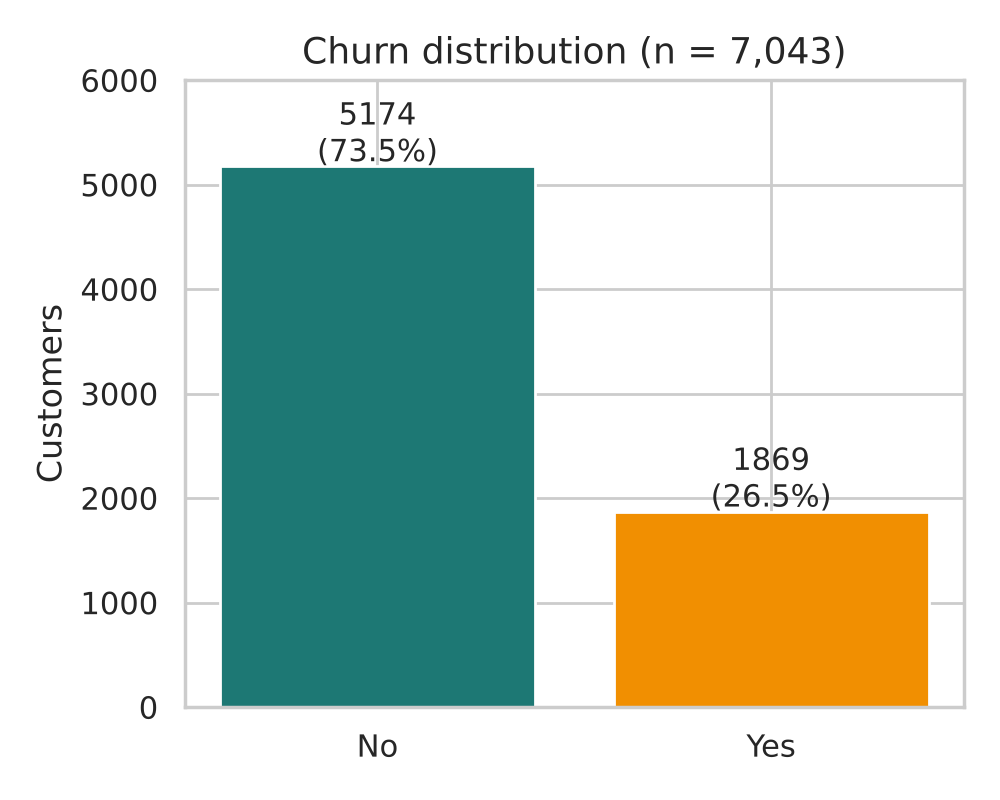 Churn distribution (n = 7,043)
6000
5000
4000
3000
2000
1000
0
Customers
5174
(73.5%)
1869
(26.5%)
No
Yes